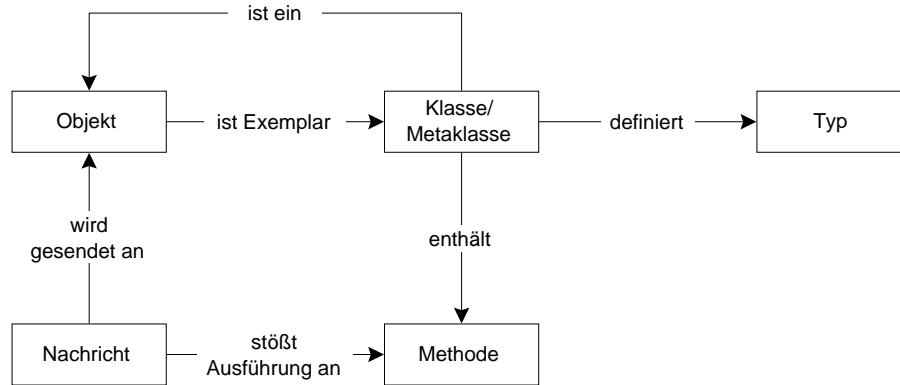 ist ein
Objekt
ist Exemplar
Klasse/
Metaklasse
definiert
Typ
wird
gesendet an
enthält
Nachricht
stößt
Ausführung an
Methode